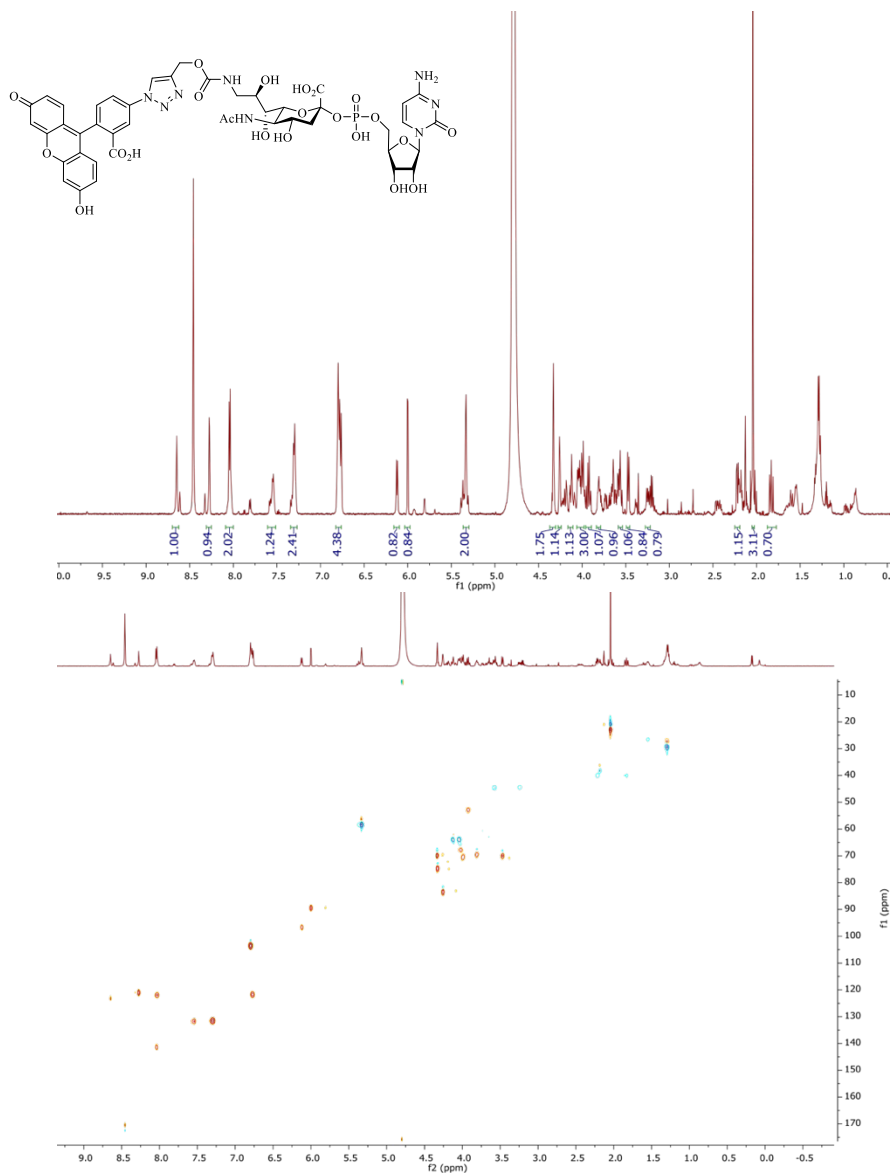 O
O
O
N
H
OH
HO₂C
O
NH₂
N
O
N
N
N=N
O
AcHN
HO
HO
O
P
O
OH
O
O
CO₂H
O
OH
OHOH
1.00
0.94
2.02
1.24
2.41
4.38
0.82
0.84
2.00
1.75
1.14
1.13
3.00
1.07
0.96
1.06
0.84
0.79
1.15
3.11
0.70
0.0 9.5 9.0 8.5 8.0 7.5 7.0 6.5 6.0 5.5 5.0 4.5 4.0 3.5 3.0 2.5 2.0 1.5 1.0 0.5 0.
f1 (ppm)
10
20
30
40
50
60
70
80
90
100
110
120
130
140
150
160
170
f1 (ppm)
9.0 8.5 8.0 7.5 7.0 6.5 6.0 5.5 5.0 4.5 4.0 3.5 3.0 2.5 2.0 1.5 1.0 0.5 0.0 -0.5
f2 (ppm)